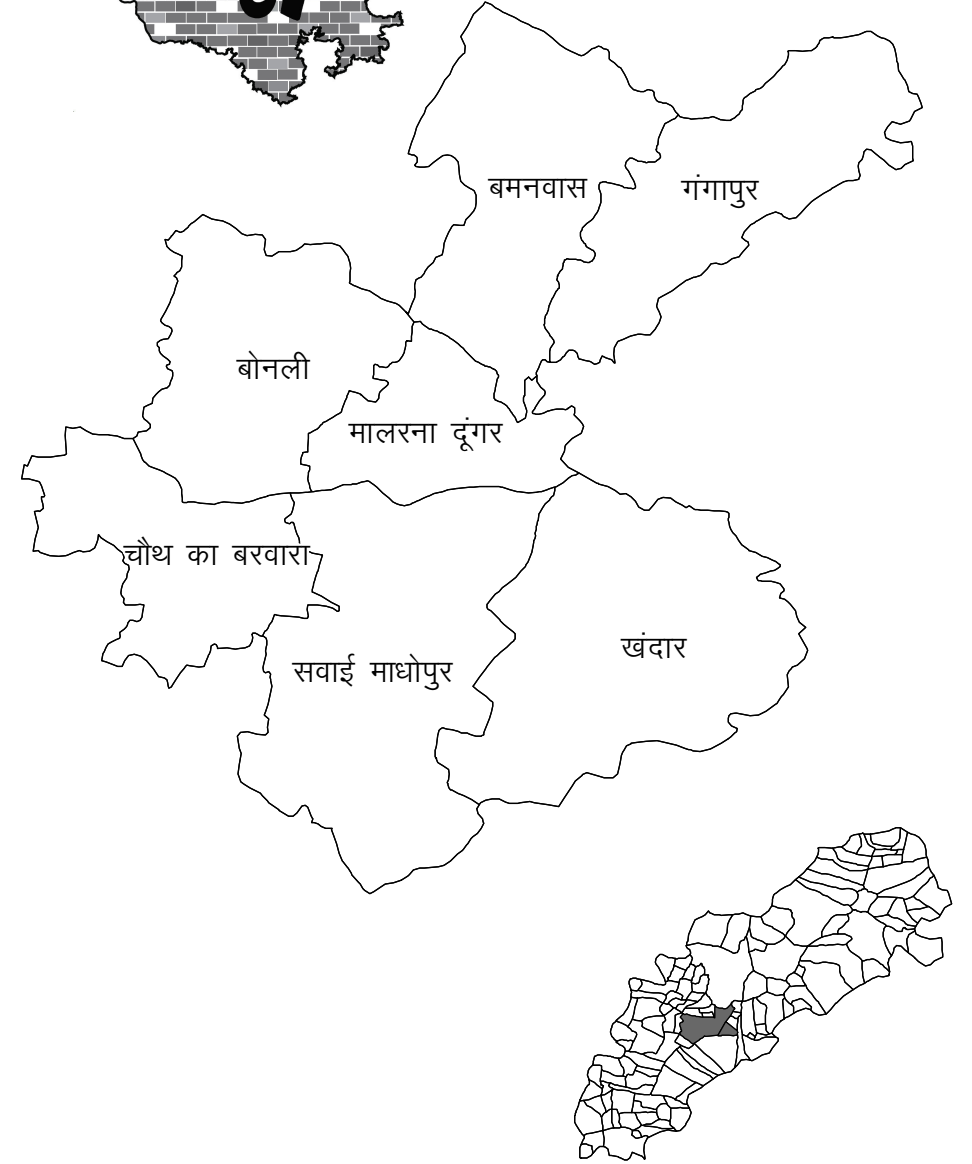 बमनवास
गंगापुर
बोनली
मालरना दूंगर
चौथ का बरवारा
खंदार
सवाई माधोपुर